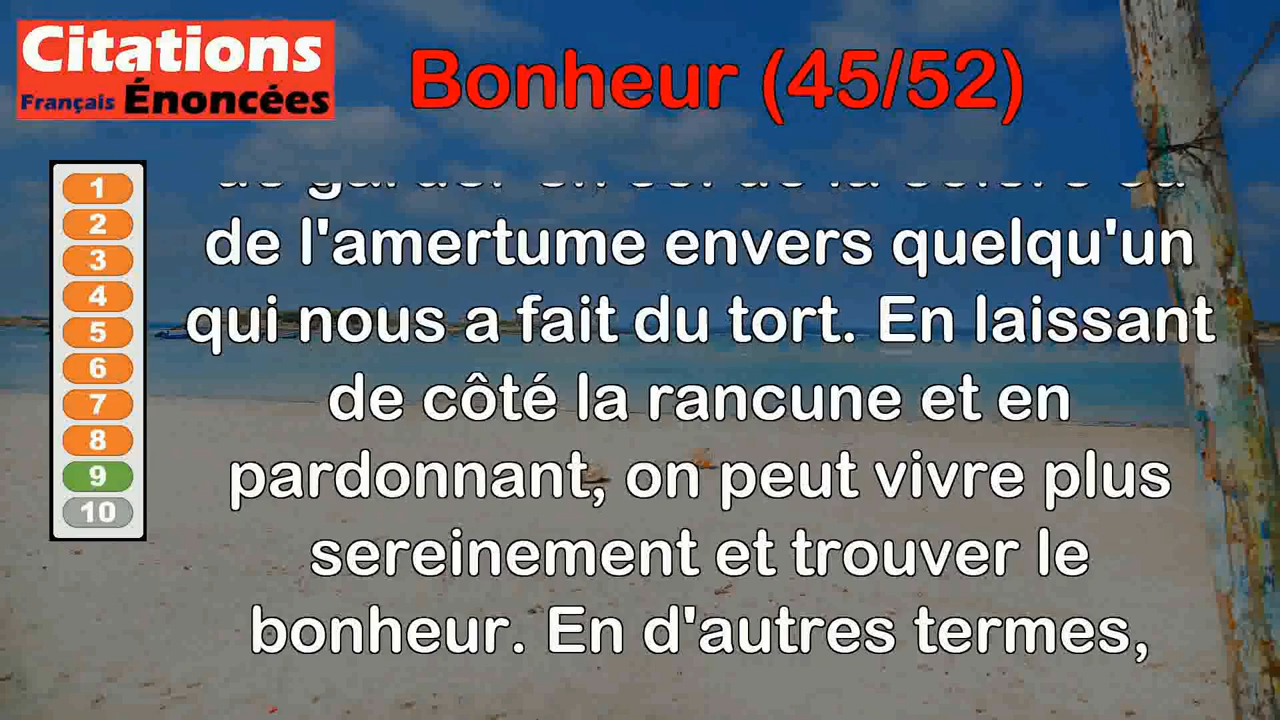 Citations
Français Énoncées
Bonheur (45/52)
1
2
3
4
5
6
7
8
9
10
de l'amertume envers quelqu'un
qui nous a fait du tort. En laissant
de côté la rancune et en
pardonnant, on peut vivre plus
sereinement et trouver le
bonheur. En d'autres termes,